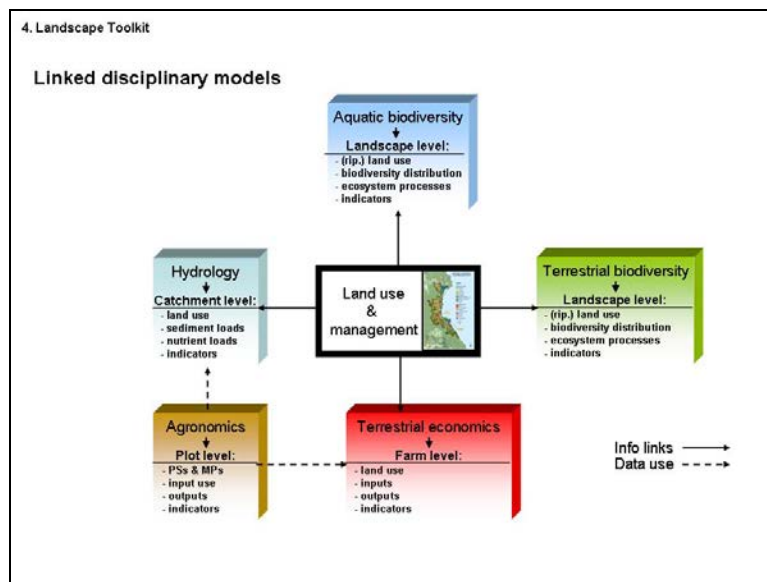 4. Landscape Toolkit
Linked disciplinary models
Aquatic biodiversity
Landscape level:
- (rip.) land use
- biodiversity distribution
- ecosystem processes
- indicators
Hydrology
Catchment level:
- land use
- sediment loads
- nutrient loads
- indicators
Land use
&
management
Terrestrial biodiversity
Landscape level:
- (rip.) land use
- biodiversity distribution
- ecosystem processes
- indicators
Agronomics
Plot level:
- PSs & MPs
- input use
- outputs
- indicators
Terrestrial economics
Farm level:
- land use
- inputs
- outputs
- indicators
Info links
Data use